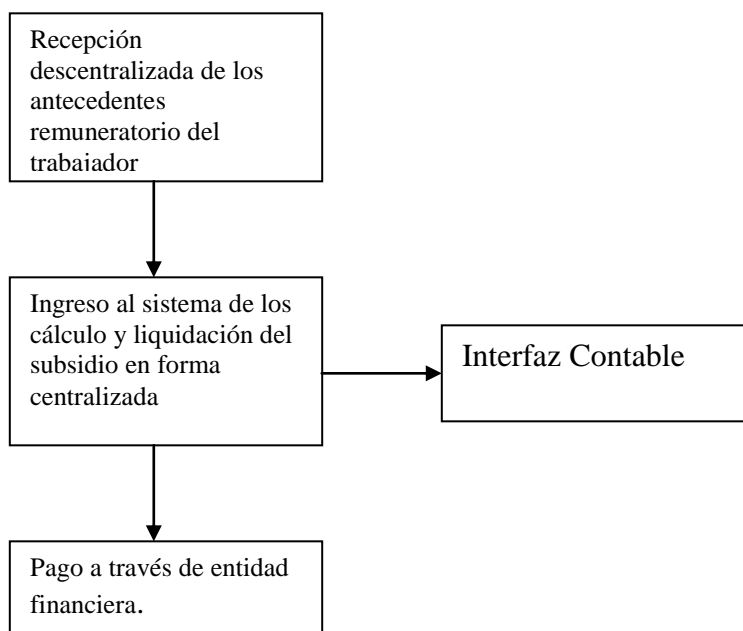 Recepción
descentralizada de los
antecedentes
remuneratorio del
trabajador
Ingreso al sistema de los
cálculo y liquidación del
subsidio en forma
centralizada
Interfaz Contable
Pago a través de entidad
financiera.